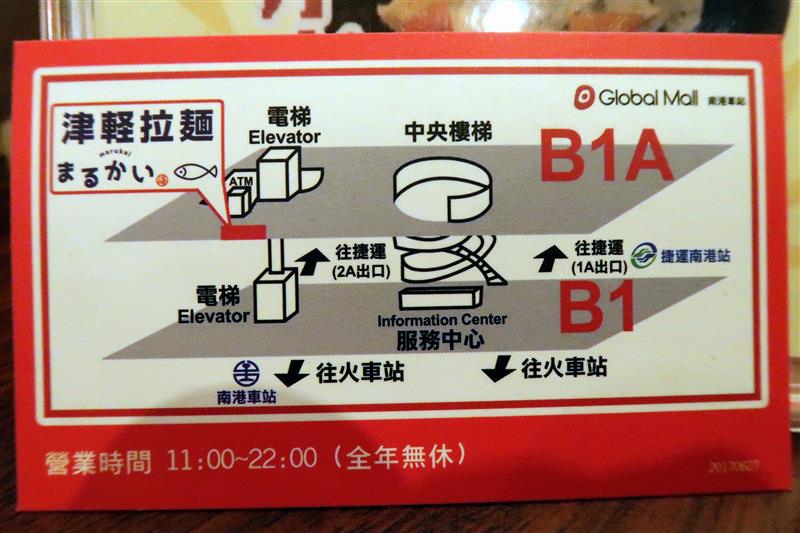 Global Mall 南港車站
津軽拉麺
marukai
まるかい
電梯
Elevator
ATM
中央樓梯
B1A
往捷運
(2A出口)
往捷運
(1A出口)
捷運南港站
電梯
Elevator
Information Center
服務中心
B1
南港車站
往火車站
往火車站
營業時間 11:00~22:00 (全年無休)
20170627